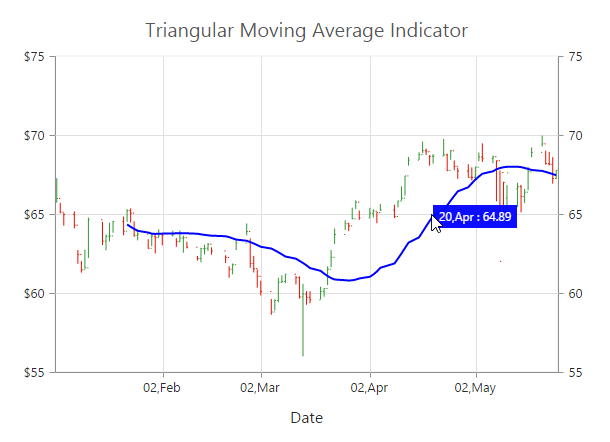 Triangular Moving Average Indicator
$75
75
$70
70
$65
65
20,Apr : 64.89
$60
60
$55
55
02,Feb
02,Mar
02,Apr
02,May
Date